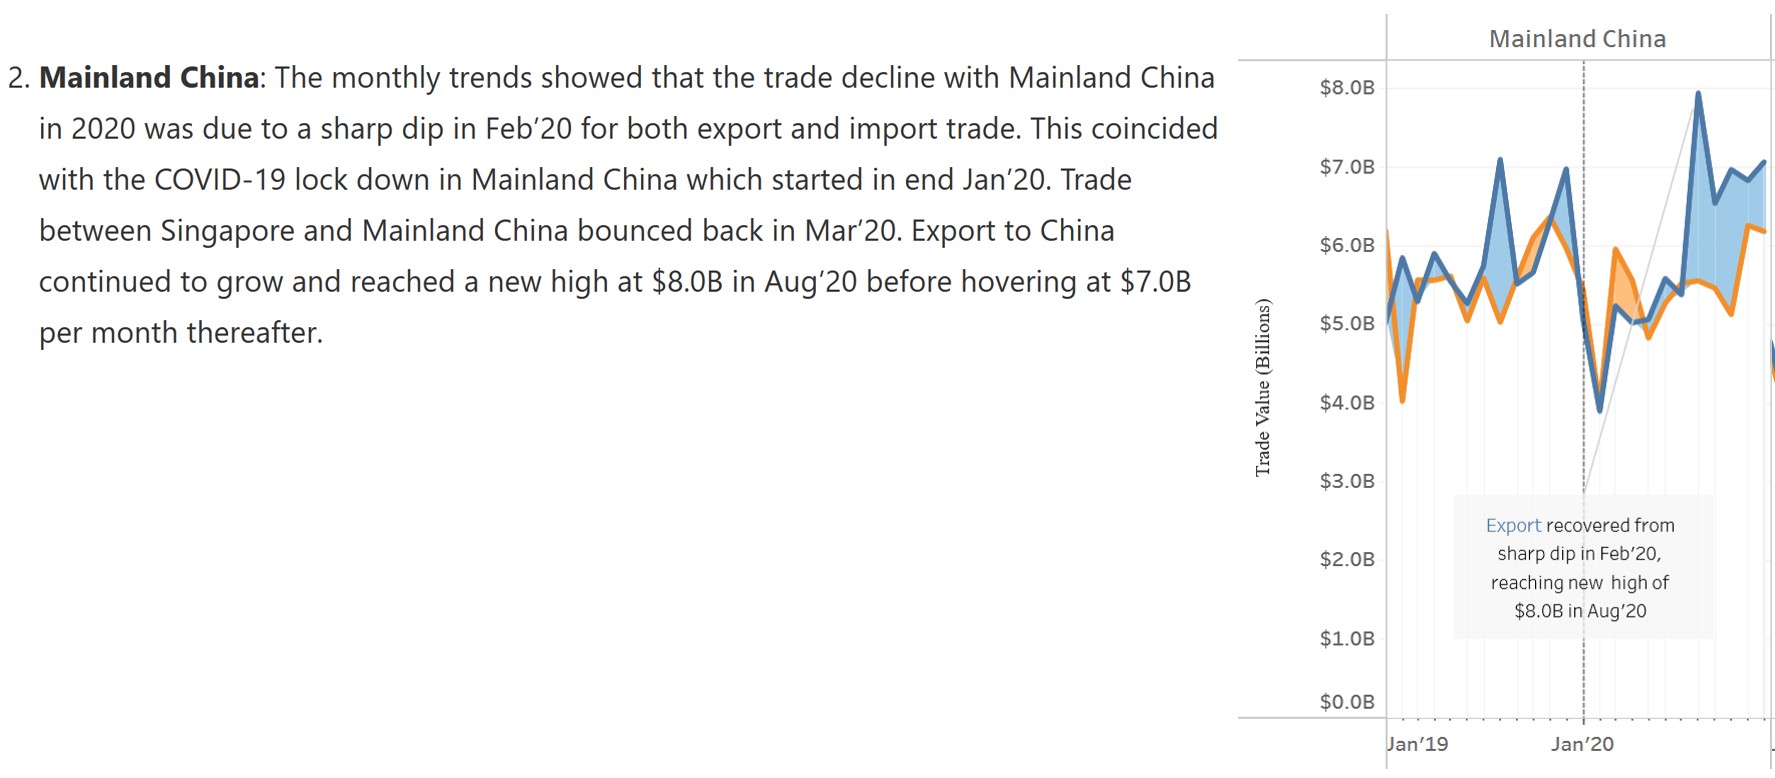 2. Mainland China: The monthly trends showed that the trade decline with Mainland China
in 2020 was due to a sharp dip in Feb’20 for both export and import trade. This coincided
with the COVID-19 lock down in Mainland China which started in end Jan’20. Trade
between Singapore and Mainland China bounced back in Mar’20. Export to China
continued to grow and reached a new high at $8.0B in Aug’20 before hovering at $7.0B
per month thereafter.
Mainland China
Trade Value (Billions)
$8.0B
$7.0B
$6.0B
$5.0B
$4.0B
$3.0B
$2.0B
$1.0B
$0.0B
Export recovered from
sharp dip in Feb’20,
reaching new high of
$8.0B in Aug’20
Jan’19
Jan’20